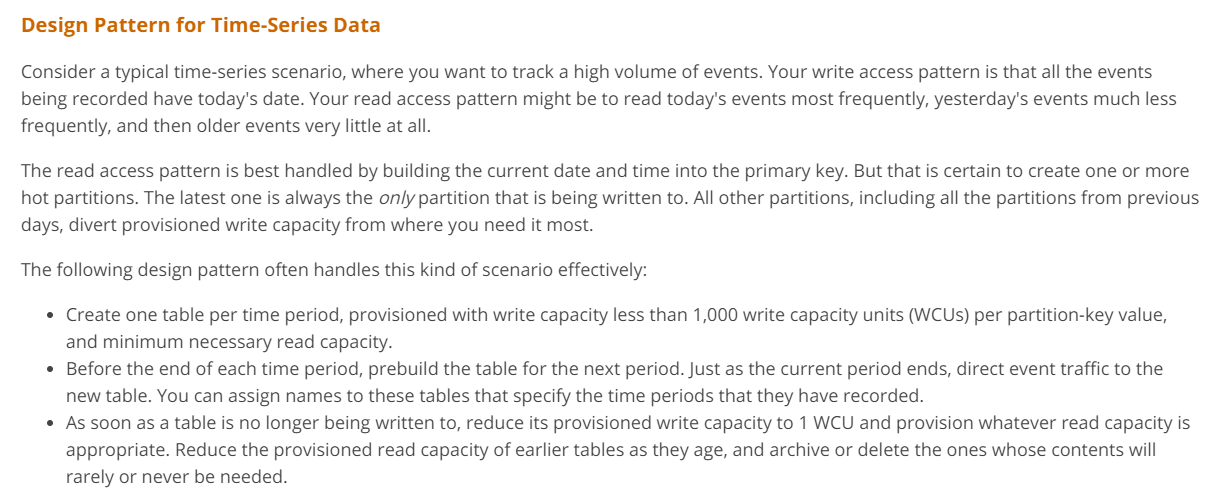 Design Pattern for Time-Series Data
Consider a typical time-series scenario, where you want to track a high volume of events. Your write access pattern is that all the events
being recorded have today's date. Your read access pattern might be to read today's events most frequently, yesterday's events much less
frequently, and then older events very little at all.
The read access pattern is best handled by building the current date and time into the primary key. But that is certain to create one or more
hot partitions. The latest one is always the only partition that is being written to. All other partitions, including all the partitions from previous
days, divert provisioned write capacity from where you need it most.
The following design pattern often handles this kind of scenario effectively:
• Create one table per time period, provisioned with write capacity less than 1,000 write capacity units (WCUs) per partition-key value,
and minimum necessary read capacity.
• Before the end of each time period, prebuild the table for the next period. Just as the current period ends, direct event traffic to the
new table. You can assign names to these tables that specify the time periods that they have recorded.
• As soon as a table is no longer being written to, reduce its provisioned write capacity to 1 WCU and provision whatever read capacity is
appropriate. Reduce the provisioned read capacity of earlier tables as they age, and archive or delete the ones whose contents will
rarely or never be needed.